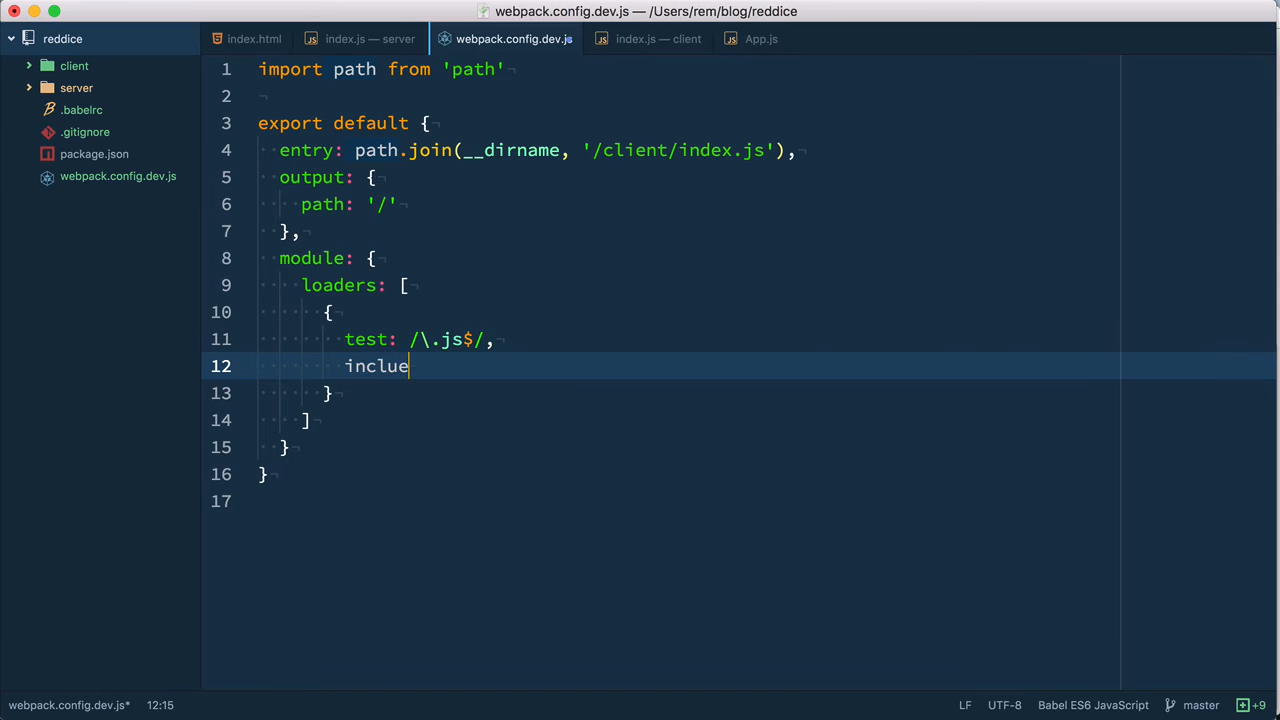 webpack.config.dev.js — /Users/rem/blog/reddice
reddice
index.html
index.js — server
webpack.config.dev.js
index.js — client
App.js
client
server
.babelrc
.gitignore
package.json
webpack.config.dev.js
1 import path from 'path'
2
3 export default {
4 entry: path.join(__dirname, '/client/index.js'),
5 output: {
6 path: '/'
7 },
8 module: {
9 loaders: [
10 {
11 test: /\.js$/,
12 inclue
13 }
14 ]
15 }
16 }
17
webpack.config.dev.js* 12:15
LF UTF-8 Babel ES6 JavaScript master +9